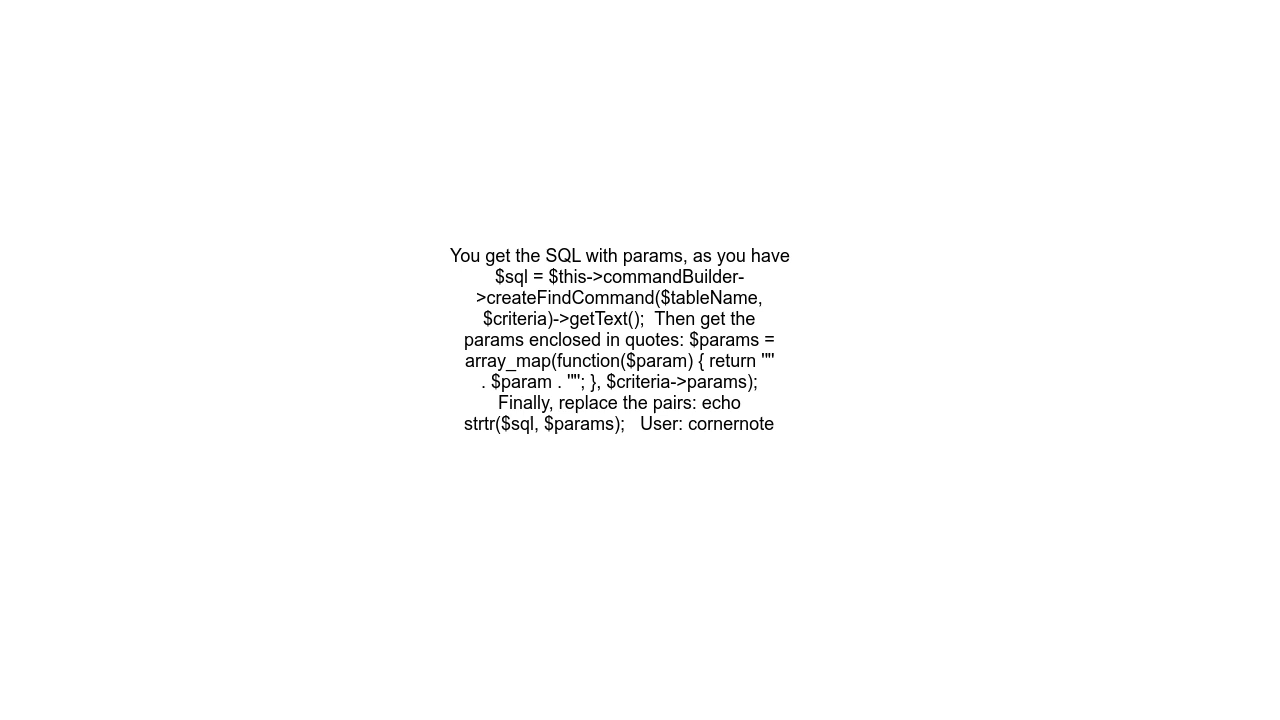 You get the SQL with params, as you have
$sql = $this->commandBuilder-
>createFindCommand($tableName,
$criteria)->getText();  Then get the
params enclosed in quotes: $params =
array_map(function($param) { return '"'
. $param . '"'; }, $criteria->params);
Finally, replace the pairs: echo
strtr($sql, $params);   User: cornernote